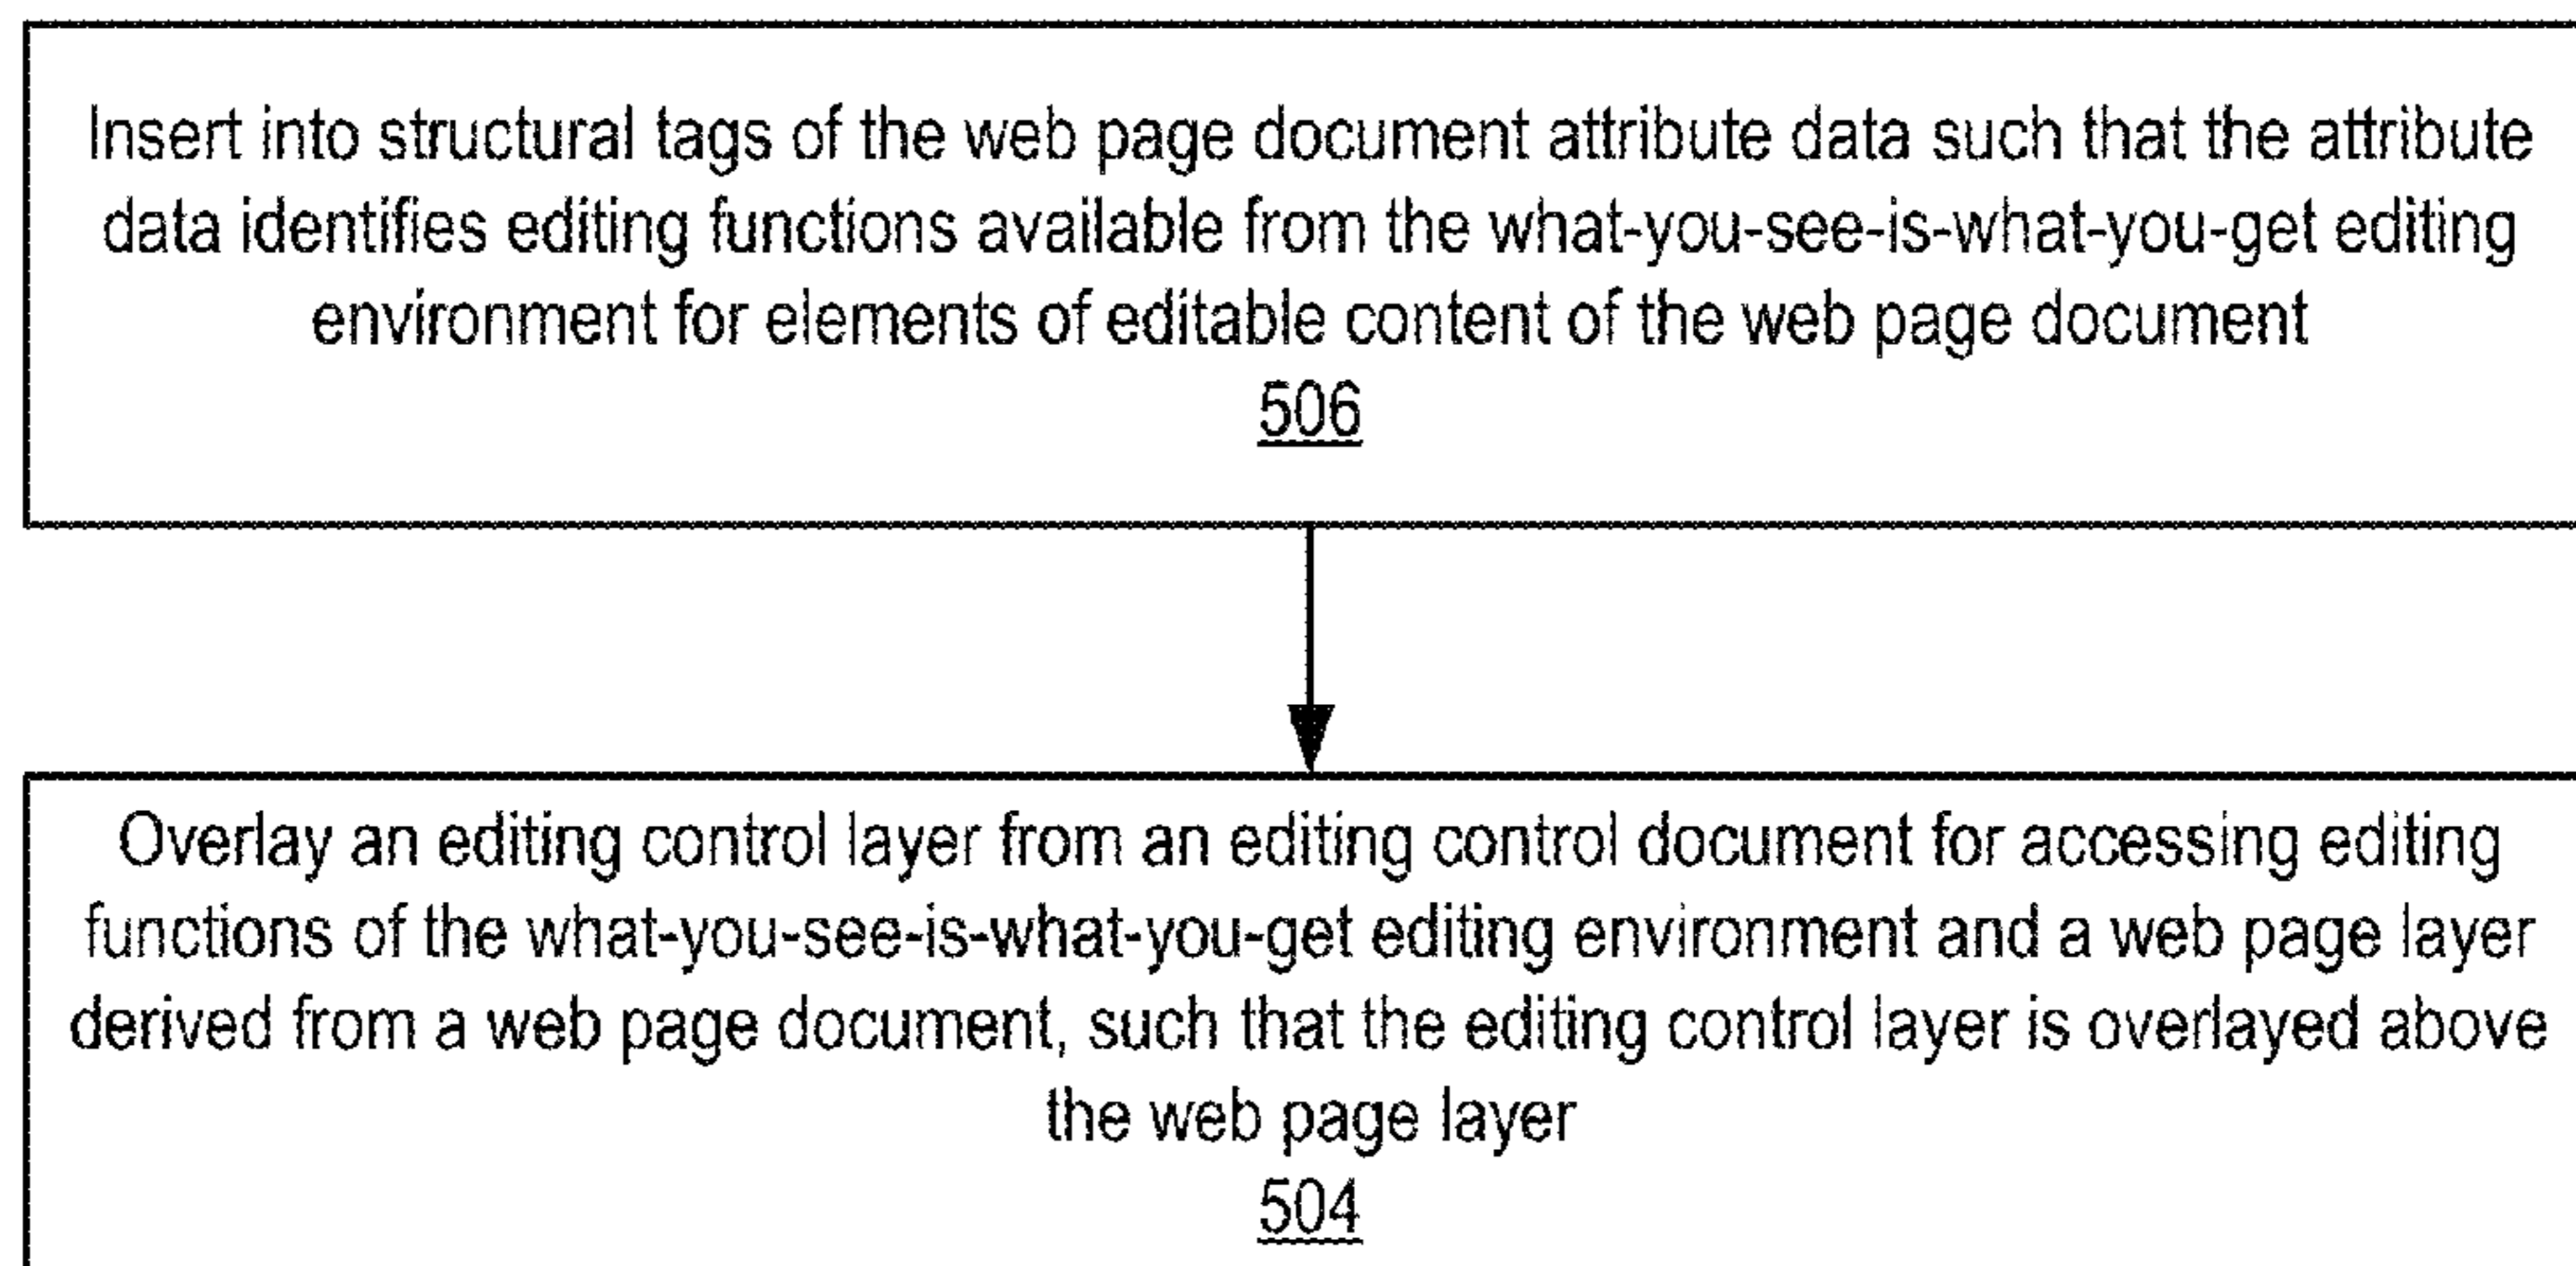 Insert into structural tags of the web page document attribute data such that the attribute
data identifies editing functions available from the what-you-see-is-what-you-get editing
environment for elements of editable content of the web page document
506
Overlay an editing control layer from an editing control document for accessing editing
functions of the what-you-see-is-what-you-get editing environment and a web page layer
derived from a web page document, such that the editing control layer is overlayed above
the web page layer
504